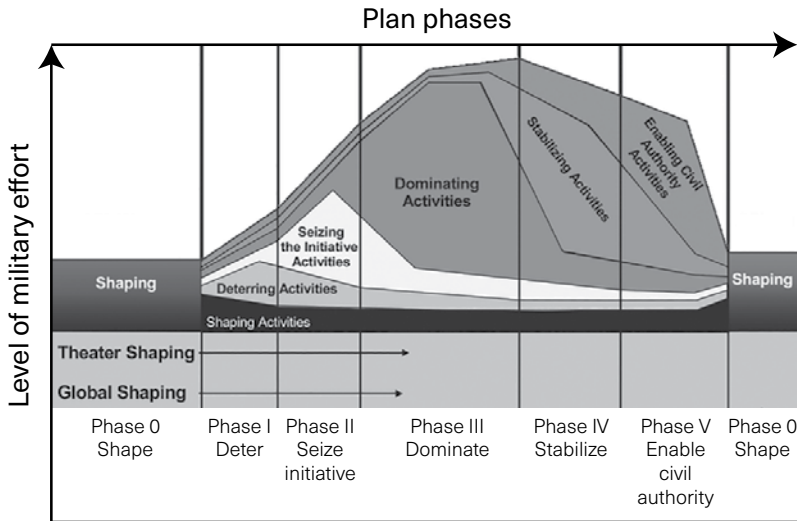 Plan phases
Level of military effort
Shaping
Seizing
the Initiative
Activities
Deterring Activities
Shaping Activities
Dominating
Activities
Stabilizing Activities
Enabling Civil
Authority
Activities
Shaping
Theater Shaping
Global Shaping
Phase 0
Shape
Phase I
Deter
Phase II
Seize
initiative
Phase III
Dominate
Phase IV
Stabilize
Phase V
Enable
civil
authority
Phase 0
Shape